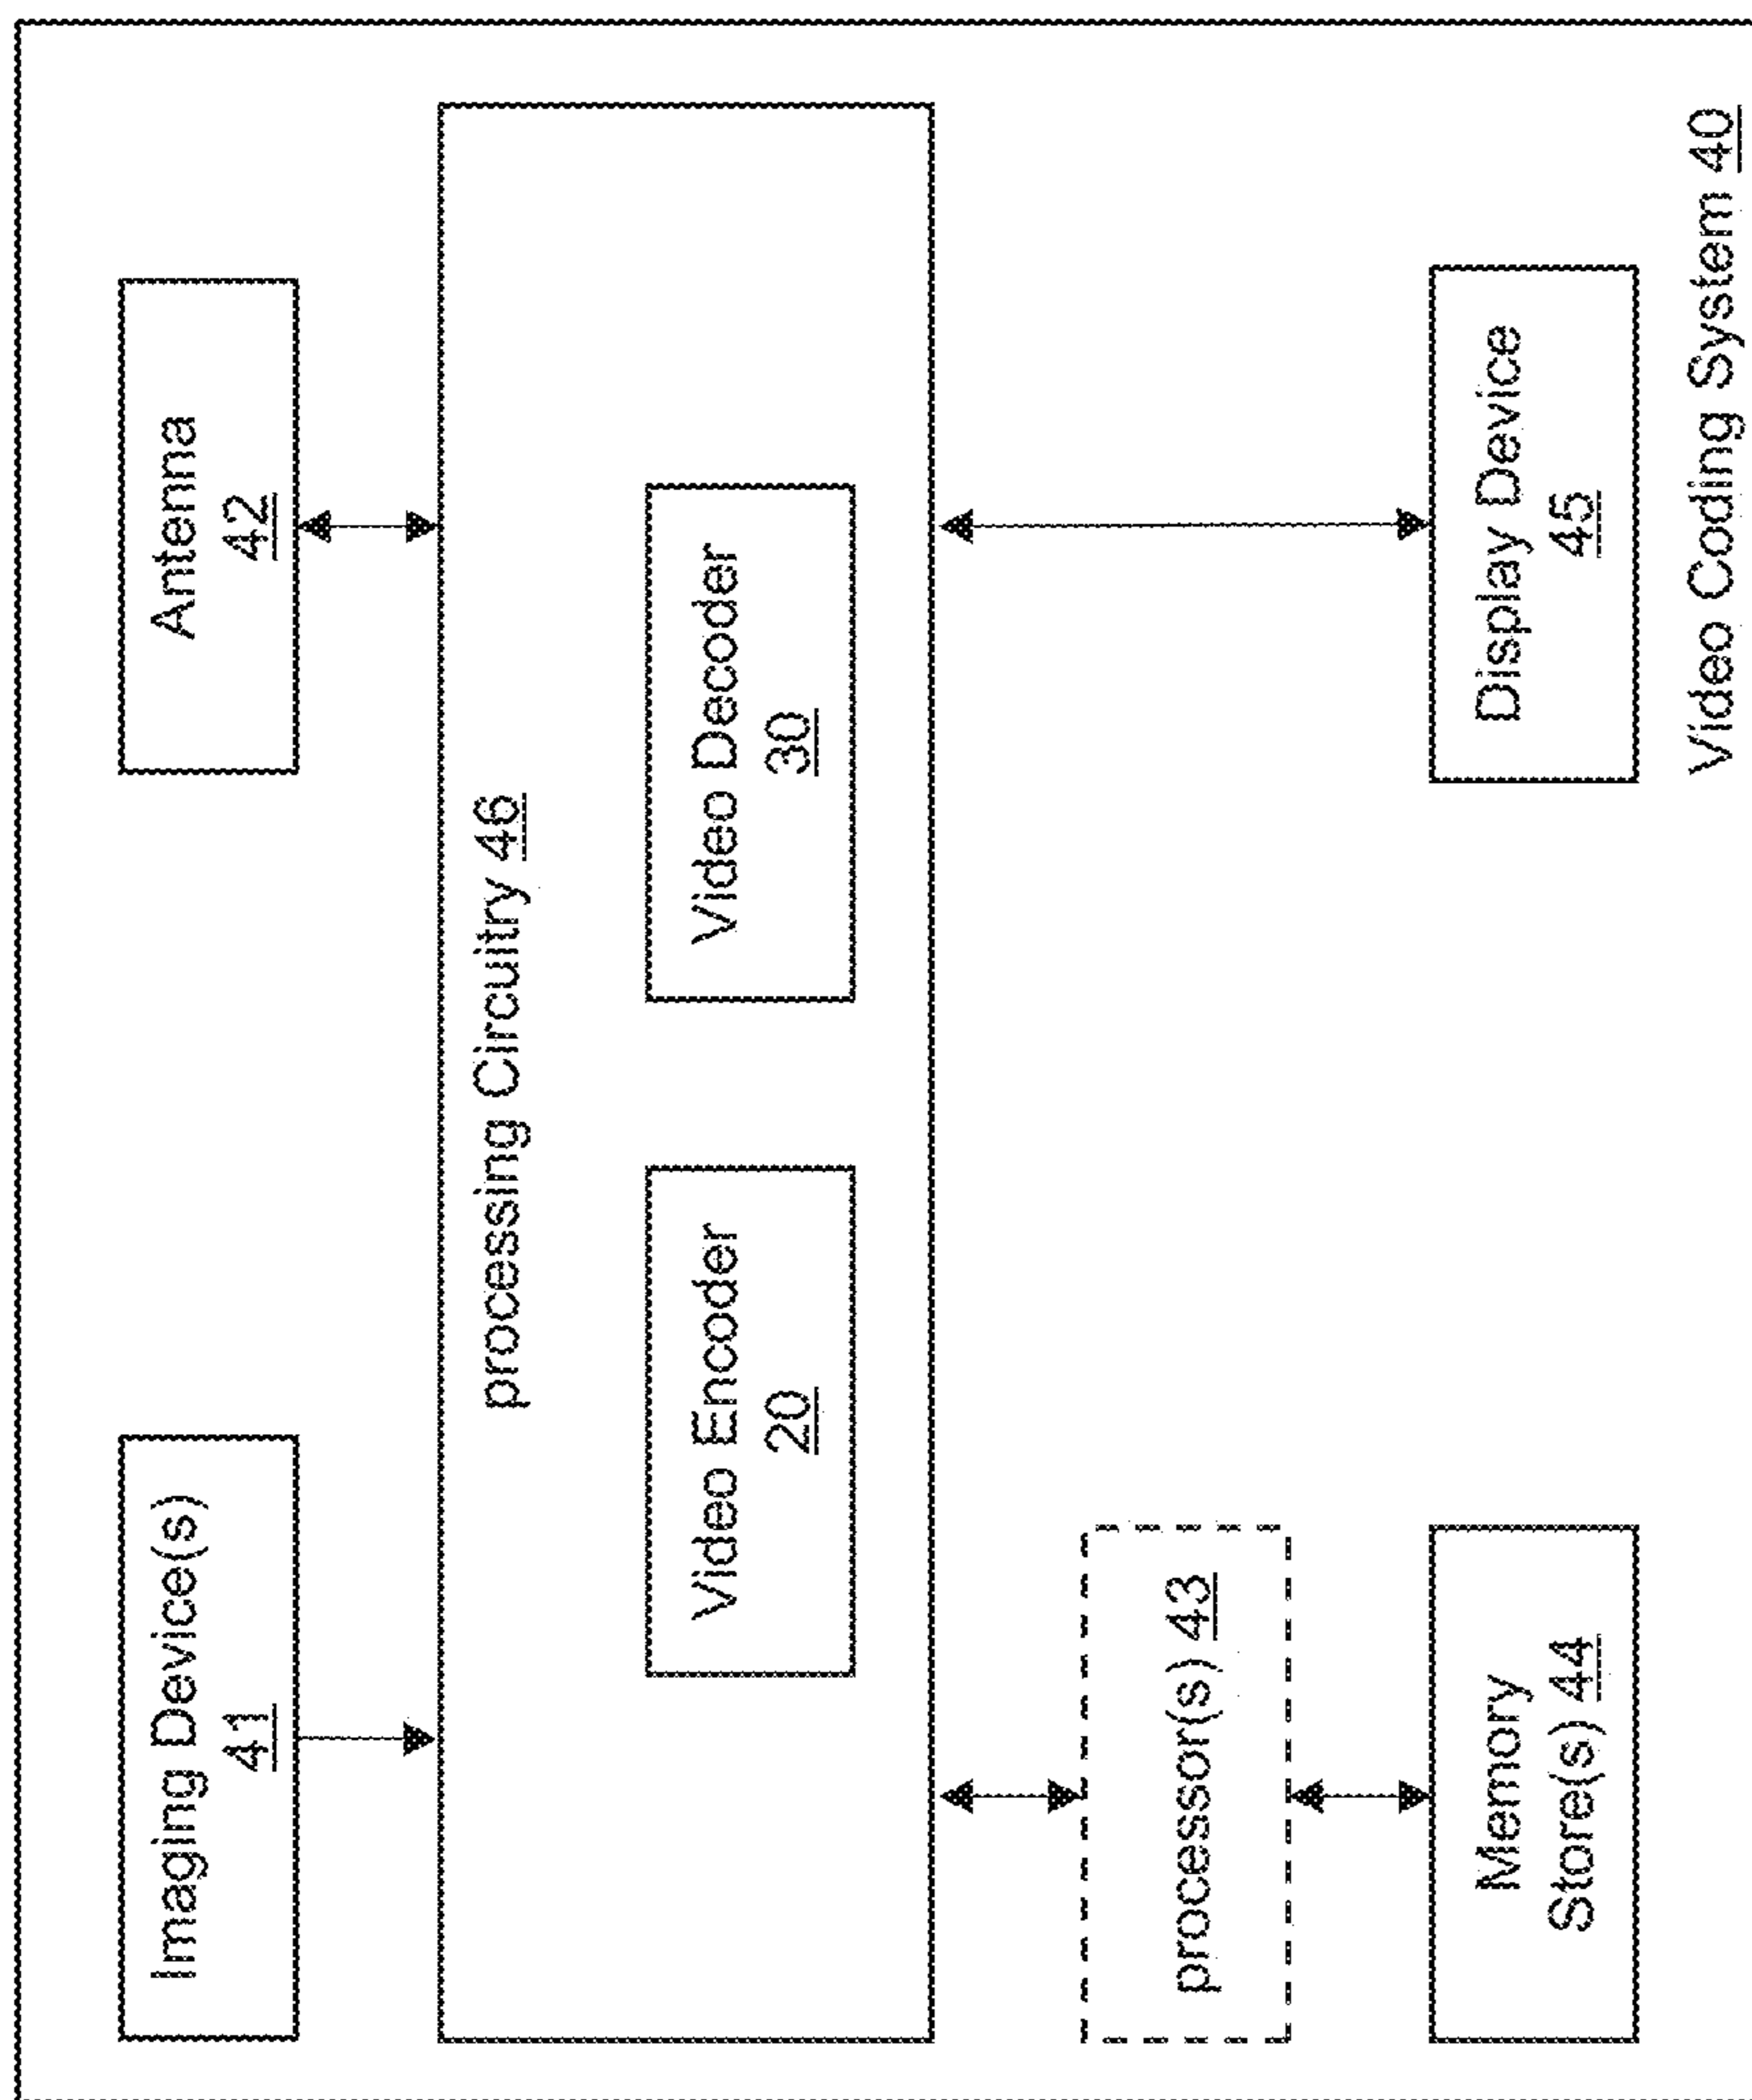 Imaging Device(s)
41
Antenna
42
processing Circuitry 46
Video Encoder
20
Video Decoder
30
processor(s) 43
Memory
Store(s) 44
Display Device
45
Video Coding System 40